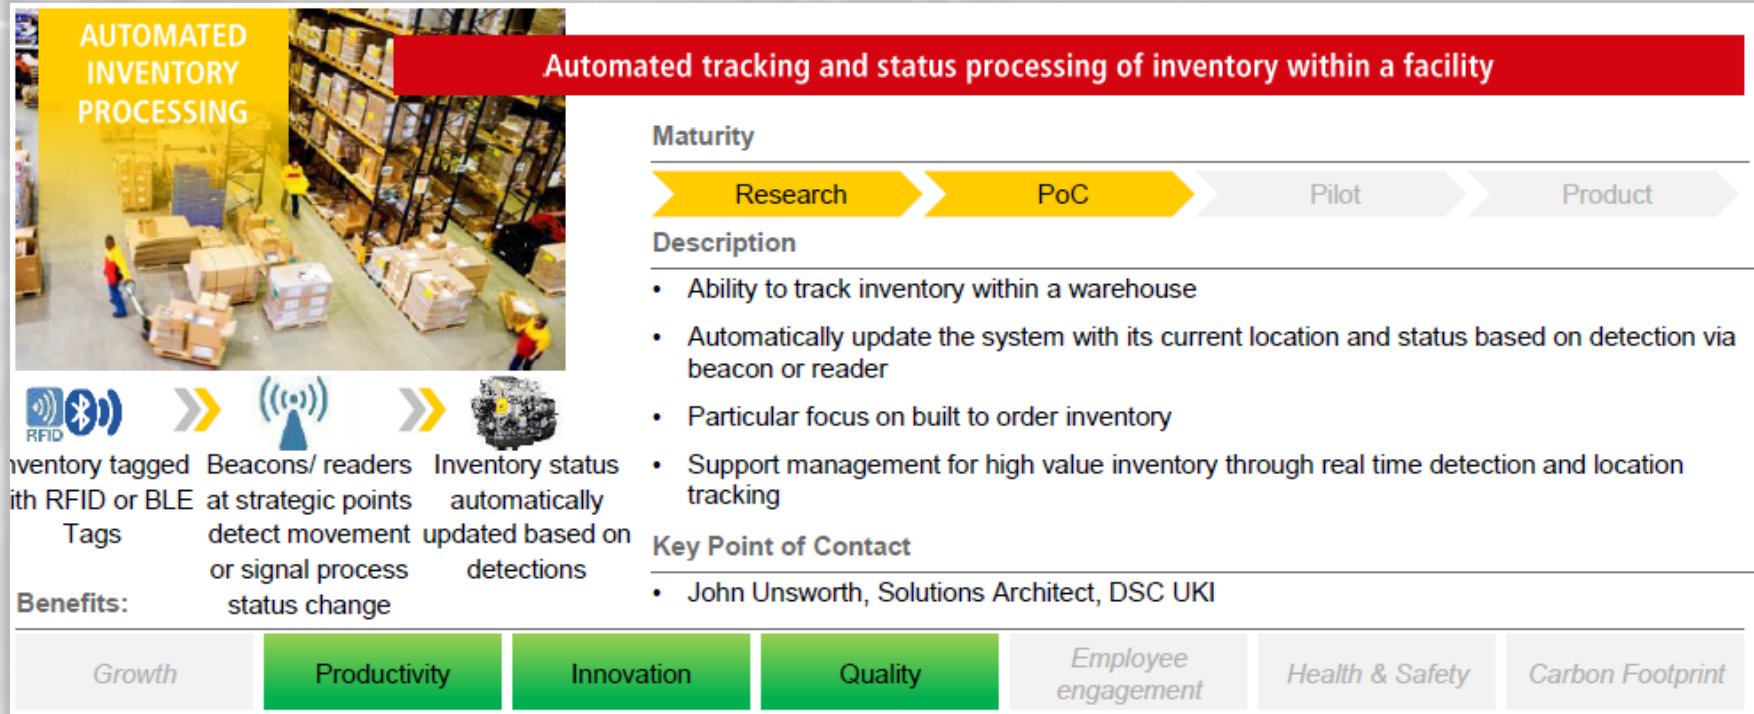 AUTOMATED
INVENTORY
PROCESSING
Automated tracking and status processing of inventory within a facility
Maturity
Research
PoC
Pilot
Product
Description
• Ability to track inventory within a warehouse
• Automatically update the system with its current location and status based on detection via
beacon or reader
• Particular focus on built to order inventory
• Support management for high value inventory through real time detection and location
tracking
Key Point of Contact
• John Unsworth, Solutions Architect, DSC UKI
RFID
nventory tagged
ith RFID or BLE
Tags
Beacons/ readers
at strategic points
detect movement
or signal process
status change
Inventory status
automatically
updated based on
detections
Benefits:
Growth
Productivity
Innovation
Quality
Employee
engagement
Health & Safety
Carbon Footprint